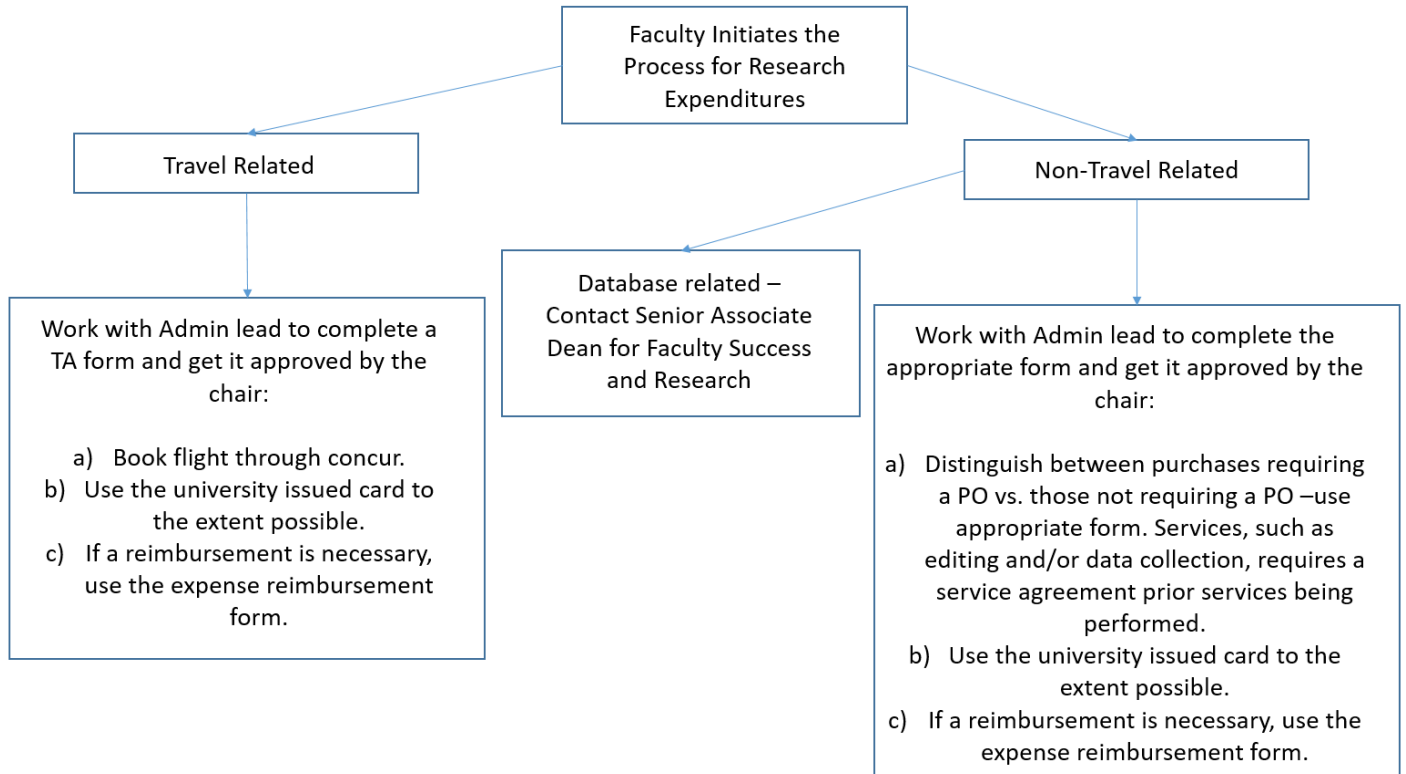 Faculty Initiates the
Process for Research
Expenditures
Travel Related
Non-Travel Related
Database related –
Contact Senior Associate
Dean for Faculty Success
and Research
Work with Admin lead to complete a
TA form and get it approved by the
chair:
a) Book flight through concur.
b) Use the university issued card to
the extent possible.
c) If a reimbursement is necessary,
use the expense reimbursement
form.
Work with Admin lead to complete the
appropriate form and get it approved by the
chair:
a) Distinguish between purchases requiring
a PO vs. those not requiring a PO –use
appropriate form. Services, such as
editing and/or data collection, requires a
service agreement prior services being
performed.
b) Use the university issued card to the
extent possible.
c) If a reimbursement is necessary, use the
expense reimbursement form.